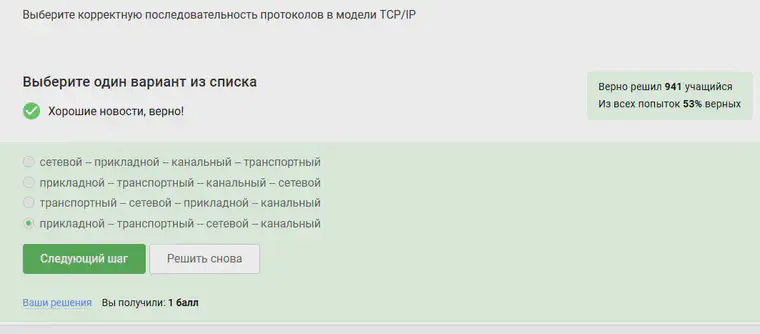 Выберите корректную последовательность протоколов в модели TCP/IP
Выберите один вариант из списка
Верно решил 941 учащийся
Из всех попыток 53% верных
Хорошие новости, верно!
сетевой -- прикладной -- канальный -- транспортный
прикладной -- транспортный -- канальный -- сетевой
транспортный -- сетевой -- прикладной -- канальный
прикладной -- транспортный -- сетевой -- канальный
Следующий шаг
Решить снова
Ваши решения Вы получили: 1 балл